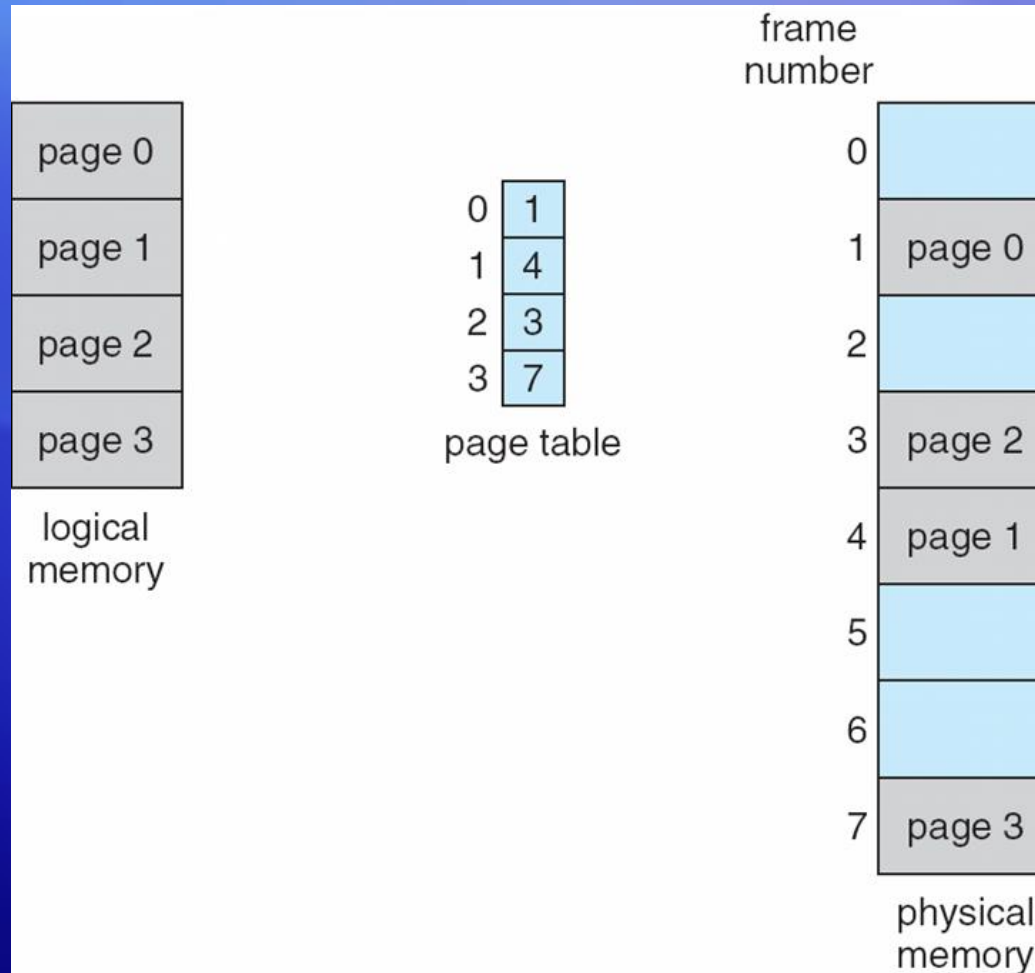 page 0
page 1
page 2
page 3
logical
memory
0 1
1 4
2 3
3 7
page table
frame
number
0
1 page 0
2
3 page 2
4 page 1
5
6
7 page 3
physical
memory